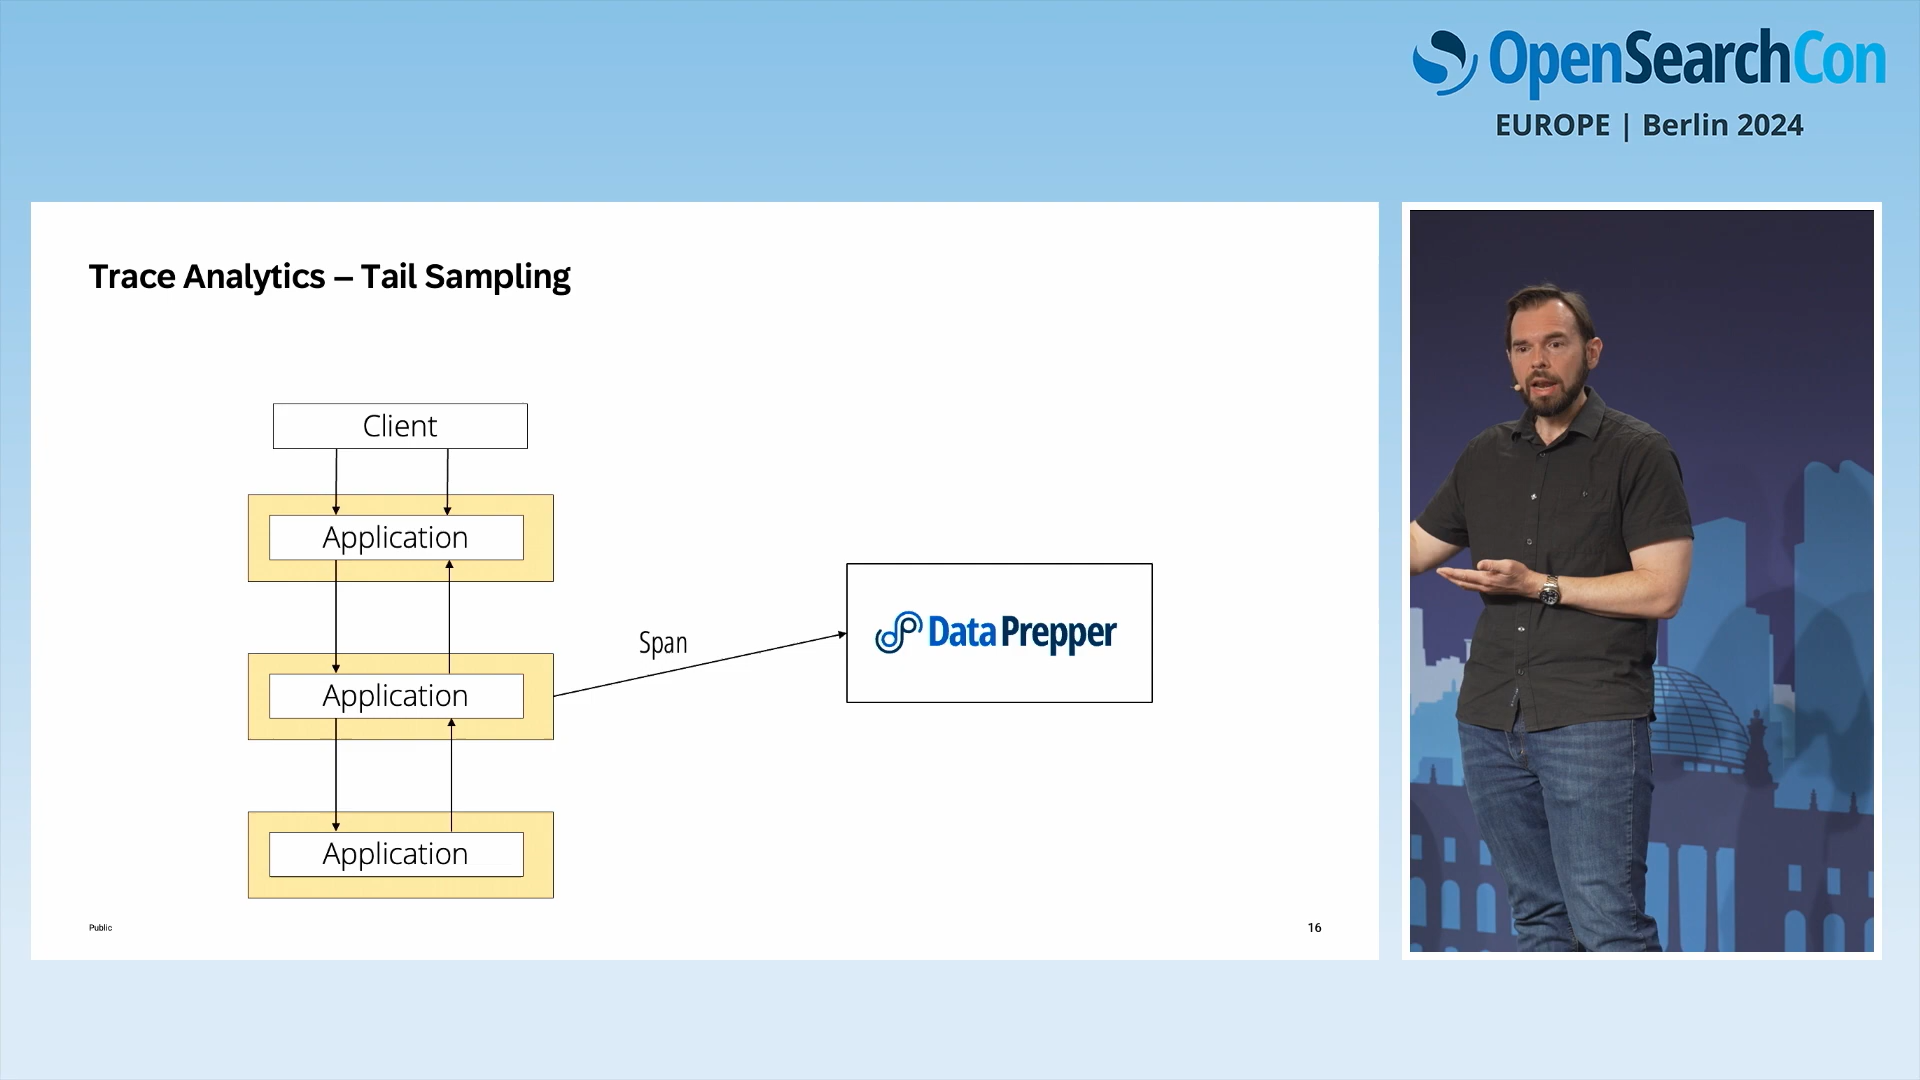 OpenSearchCon
EUROPE | Berlin 2024
Trace Analytics – Tail Sampling
Client
Application
Span
Data Prepper
Application
Application
Public
16